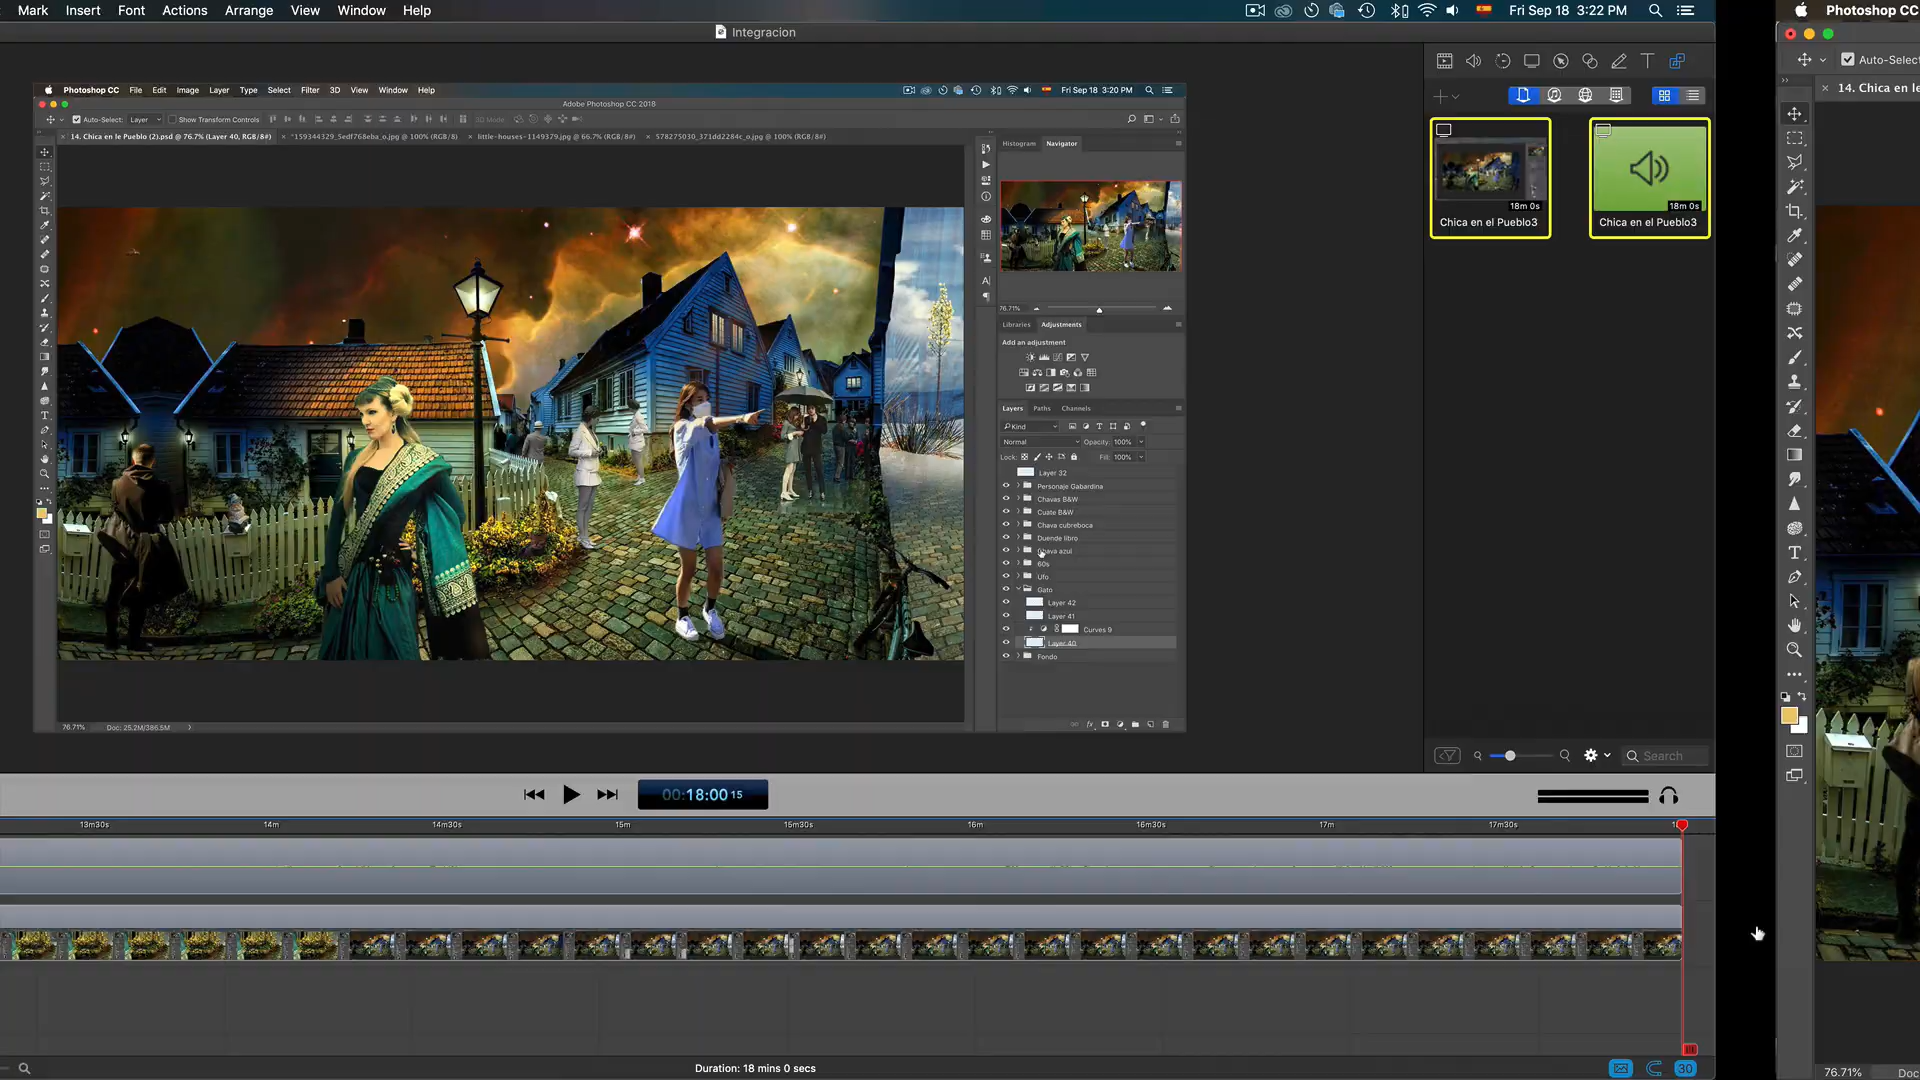 Mark Insert Font Actions Arrange View Window Help
Fri Sep 18 3:22 PM
Photoshop CC
Integracion
Auto-Select
14. Chica en le
Photoshop CC File Edit Image Layer Type Select Filter 3D View Window Help
Fri Sep 18 3:20 PM
Adobe Photoshop CC 2018
Auto-Select: Layer Show Transform Controls
3D Mode
14. Chica en le Pueblo (2).psd @ 76.7% (Layer 40, RGB/8#)
*159344329_5edf768eba_o.jpg @ 100% (RGB/8)
little-houses-1149379.jpg @ 66.7% (RGB/8#)
578275030_371dd2284c_o.jpg @ 100% (RGB/8#)
Histogram Navigator
76.71%
Libraries Adjustments
Add an adjustment
Layers Paths Channels
Kind
Normal Opacity: 100%
Lock: Fill: 100%
Layer 32
Personaje Gabardina
Chavas B&W
Cuate B&W
Chava cubreboca
Duende libro
Chava azul
60s
Ufo
Gato
Layer 42
Layer 41
Curves 9
Layer 40
Fondo
76.71% Doc: 25.2M/386.5M
18m 0s
Chica en el Pueblo3
18m 0s
Chica en el Pueblo3
Search
00:18:00 15
13m30s 14m 14m30s 15m 15m30s 16m 16m30s 17m 17m30s
Duration: 18 mins 0 secs
30
76.71% Doc